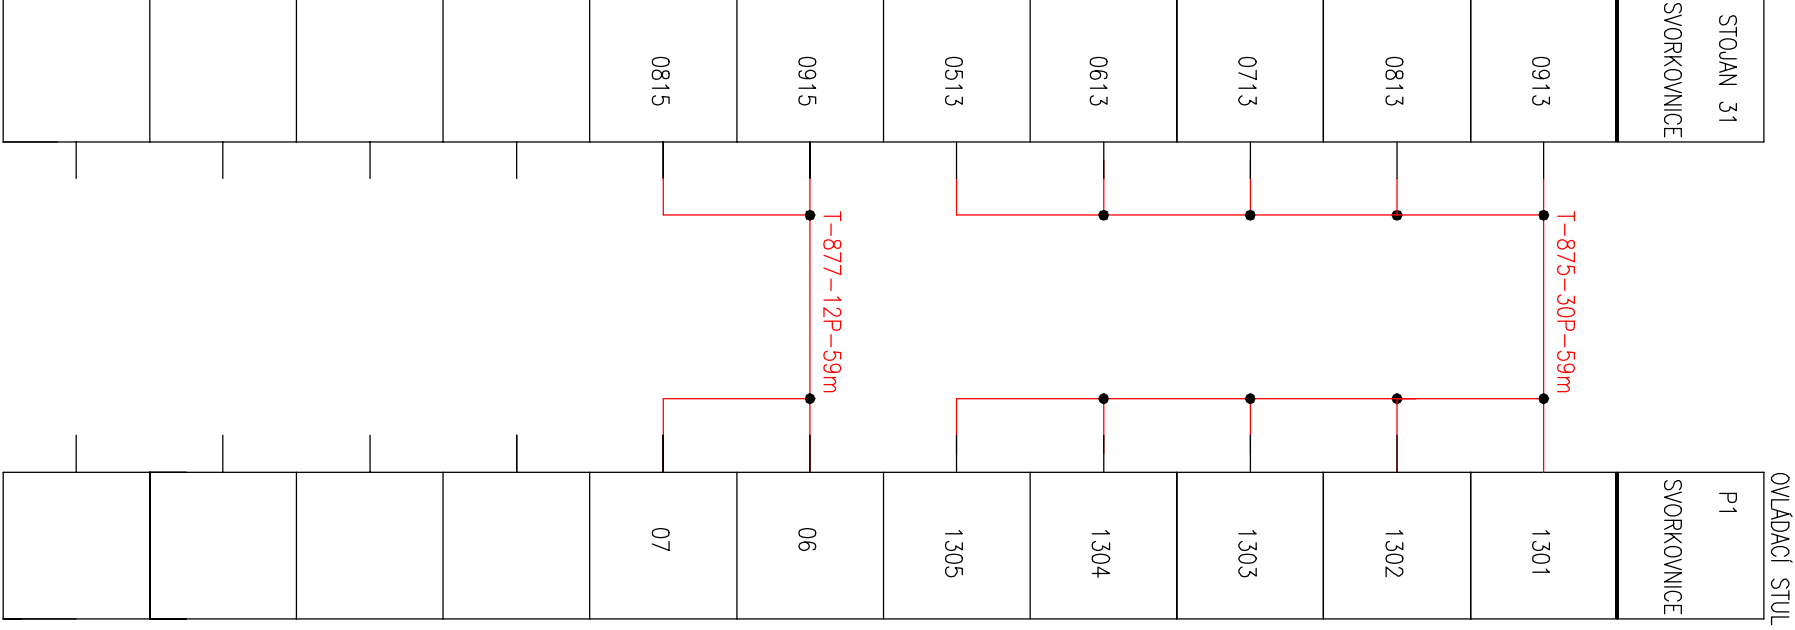 OVLÁDACÍ STUL
STOJAN 31
SVORKOVNICE
P1
SVORKOVNICE
T-875-30P-59m
0913
1301
0813
1302
0713
1303
0613
1304
0513
1305
T-877-12P-59m
0915
06
0815
07